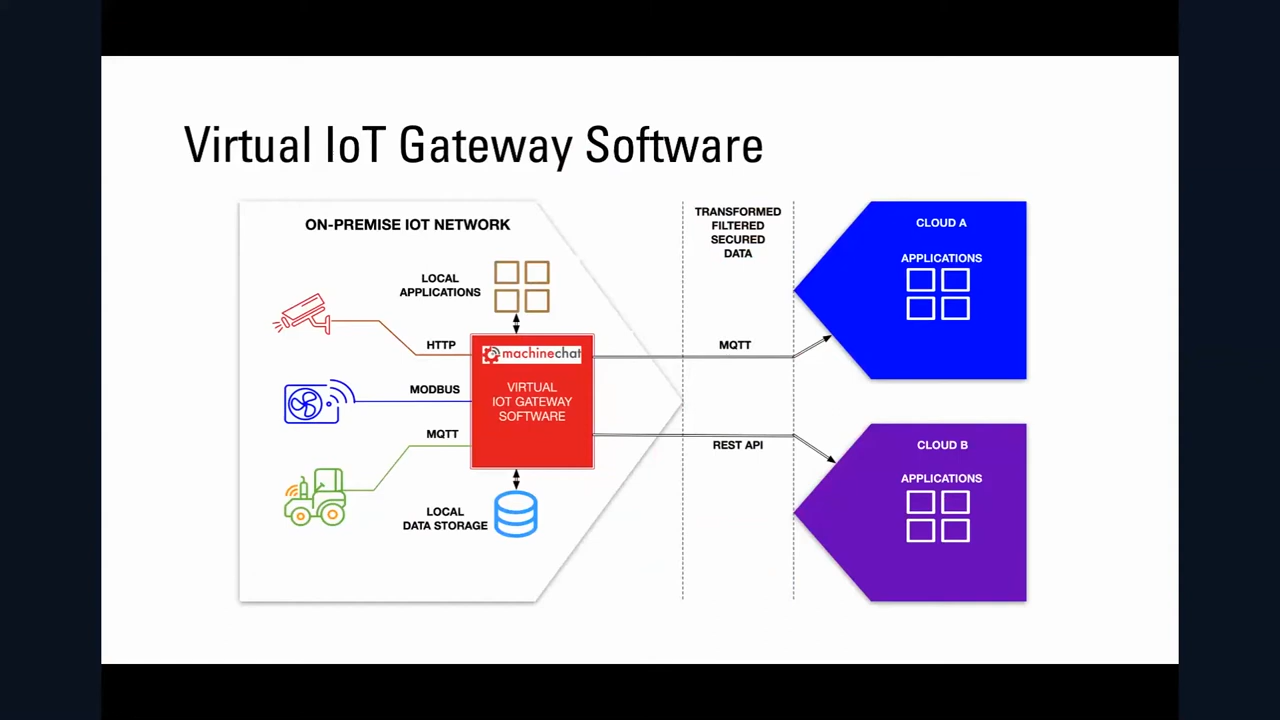 Virtual IoT Gateway Software
ON-PREMISE IOT NETWORK
LOCAL
APPLICATIONS
HTTP
MODBUS
MQTT
machinechat
VIRTUAL
IOT GATEWAY
SOFTWARE
LOCAL
DATA STORAGE
TRANSFORMED
FILTERED
SECURED
DATA
MQTT
REST API
CLOUD A
APPLICATIONS
CLOUD B
APPLICATIONS